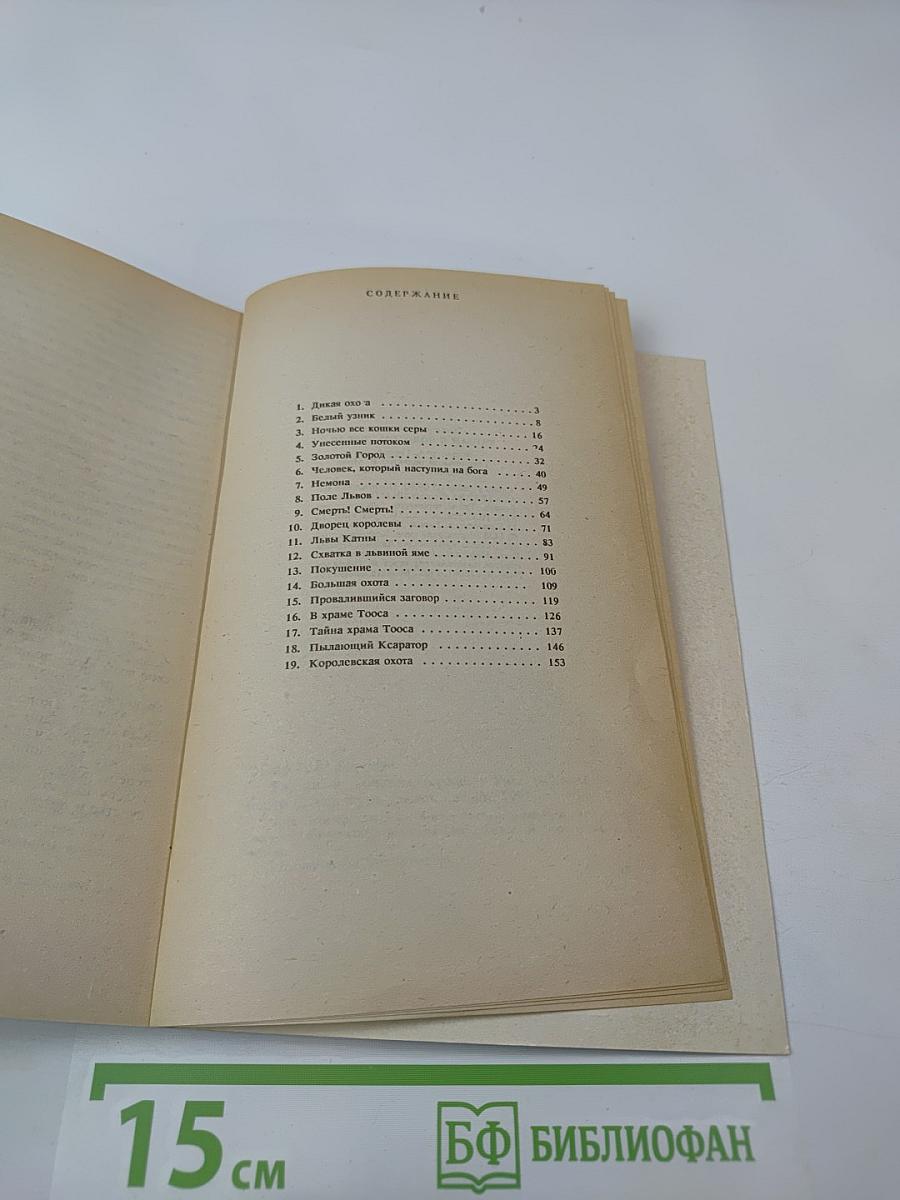 СОДЕРЖАНИЕ
1. Дикая охо а . . . . . . . . . . . . . . . . . . . . . 3
2. Белый узник . . . . . . . . . . . . . . . . . . . . 8
3. Ночью все кошки серы . . . . . . . . . . . . 16
4. Унесенные потоком . . . . . . . . . . . . . . 24
5. Золотой Город . . . . . . . . . . . . . . . . . . 32
6. Человек, который наступил на бога . . . . . 40
7. Немона . . . . . . . . . . . . . . . . . . . . . . 49
8. Поле Львов . . . . . . . . . . . . . . . . . . . . 57
9. Смерть! Смерть! . . . . . . . . . . . . . . . . . 64
10. Дворец королевы . . . . . . . . . . . . . . . . 71
11. Львы Катны . . . . . . . . . . . . . . . . . . . 83
12. Схватка в львиной яме . . . . . . . . . . . . . 91
13. Покушение . . . . . . . . . . . . . . . . . . . . 100
14. Большая охота . . . . . . . . . . . . . . . . . . 109
15. Провалившийся заговор . . . . . . . . . . . 119
16. В храме Тооса . . . . . . . . . . . . . . . . . . 126
17. Тайна храма Тооса . . . . . . . . . . . . . . . 137
18. Пылающий Ксаратор . . . . . . . . . . . . . 146
19. Королевская охота . . . . . . . . . . . . . . . 153
15 см
БФ БИБЛИОФАН